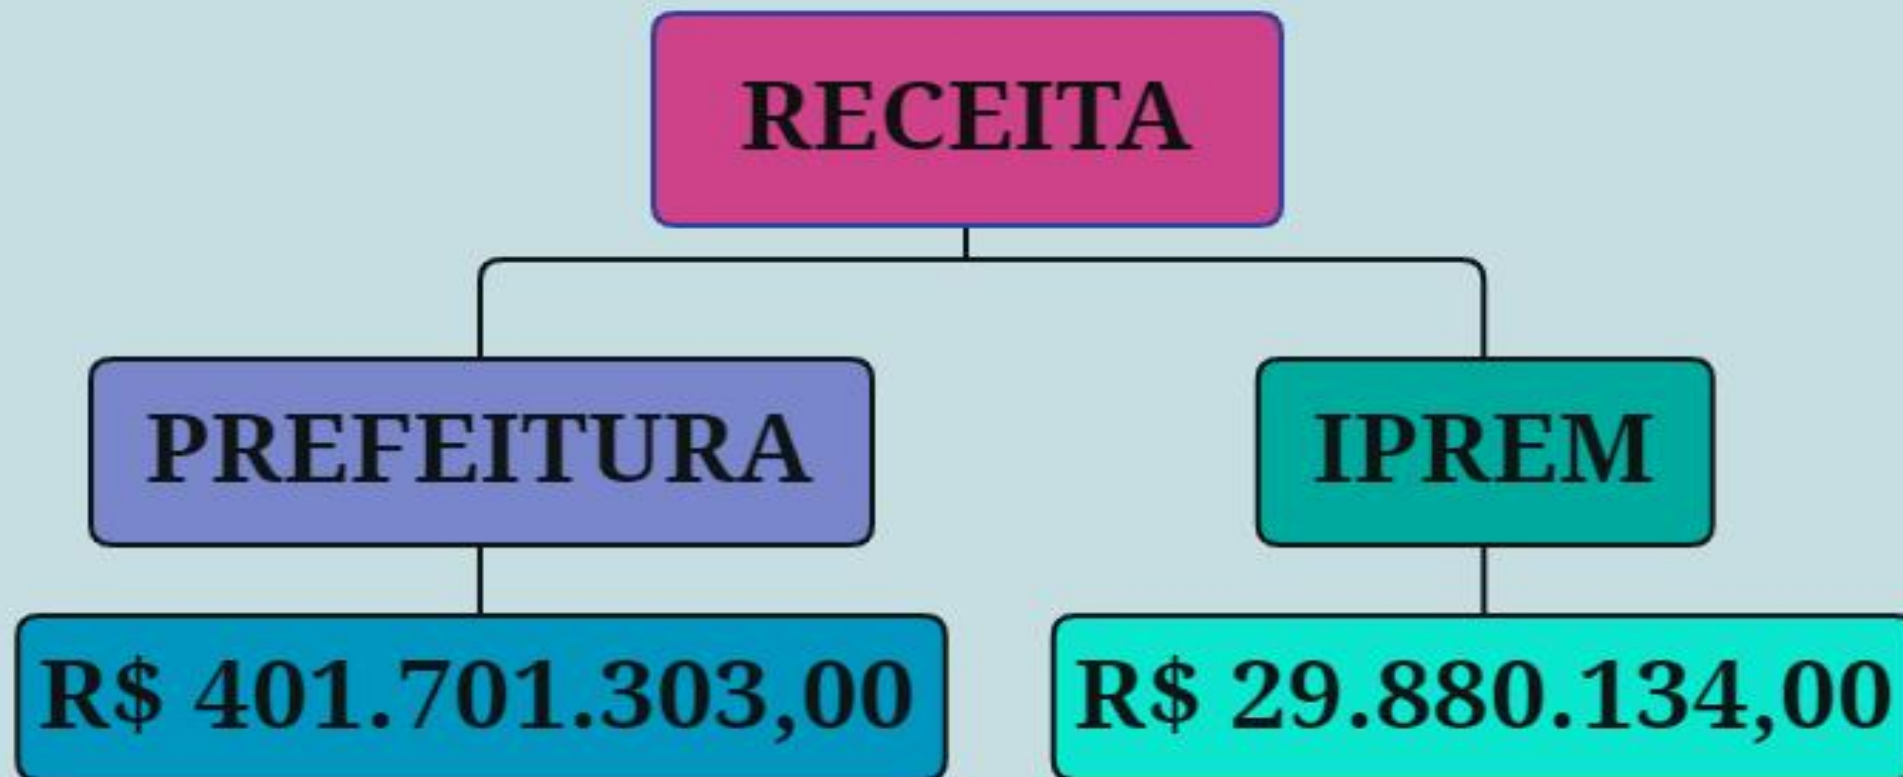 RECEITA
PREFEITURA
IPREM
R$ 401.701.303,00
R$ 29.880.134,00